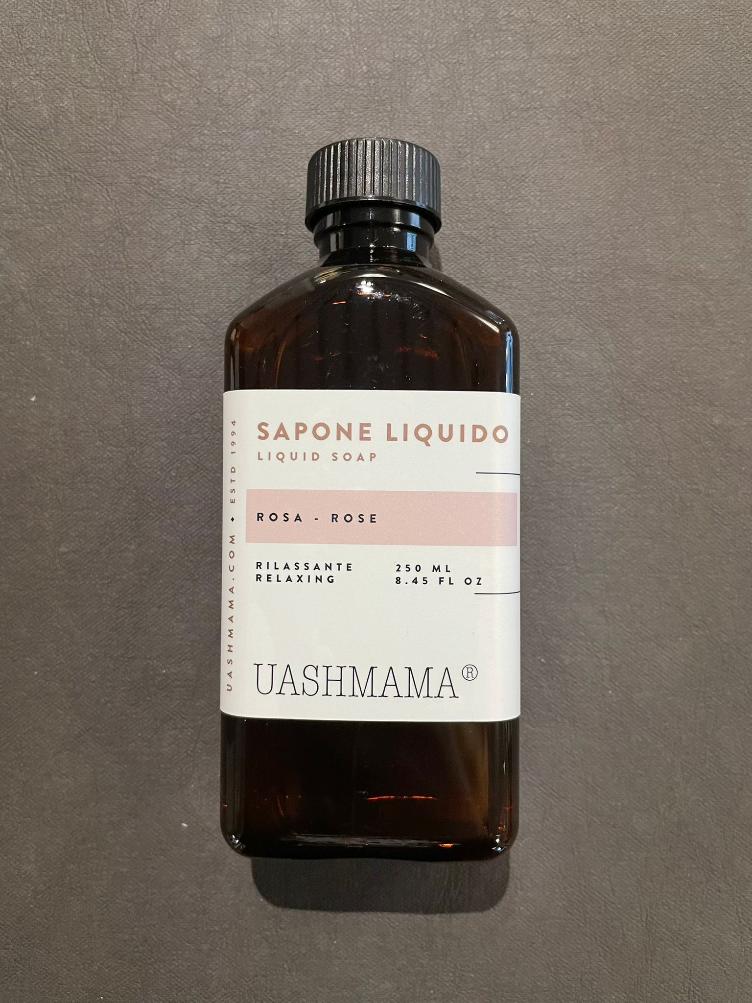 SAPONE LIQUIDO
LIQUID SOAP
ROSA - ROSE
RILASSANTE
RELAXING
250 ML
8.45 FL OZ
UASHMAMA®
UASHMAMA.COM ♦ ESTD 1994